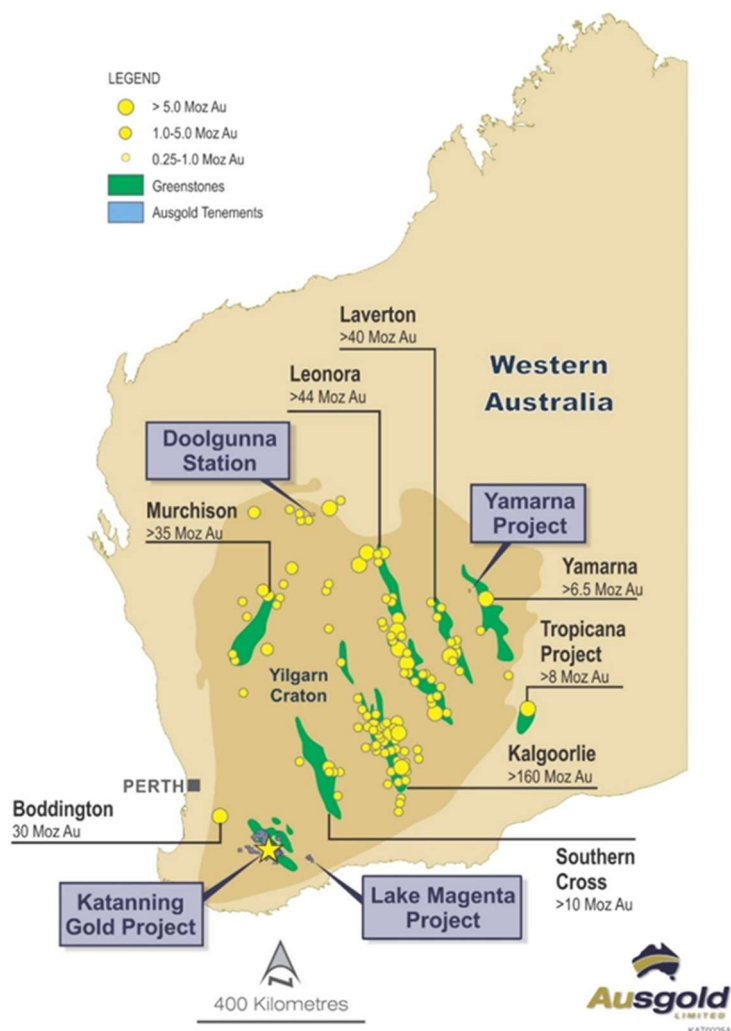 LEGEND
> 5.0 Moz Au
1.0-5.0 Moz Au
0.25-1.0 Moz Au
Greenstones
Ausgold Tenements
Laverton
>40 Moz Au
Leonora
>44 Moz Au
Western
Australia
Doolgunna
Station
Murchison
>35 Moz Au
Yamarna
Project
Yamarna
>6.5 Moz Au
Tropicana
Project
>8 Moz Au
Yilgarn
Craton
Kalgoorlie
>160 Moz Au
PERTH
Boddington
30 Moz Au
Southern
Cross
>10 Moz Au
Katanning
Gold Project
Lake Magenta
Project
N
400 Kilometres
Ausgold
LIMITED